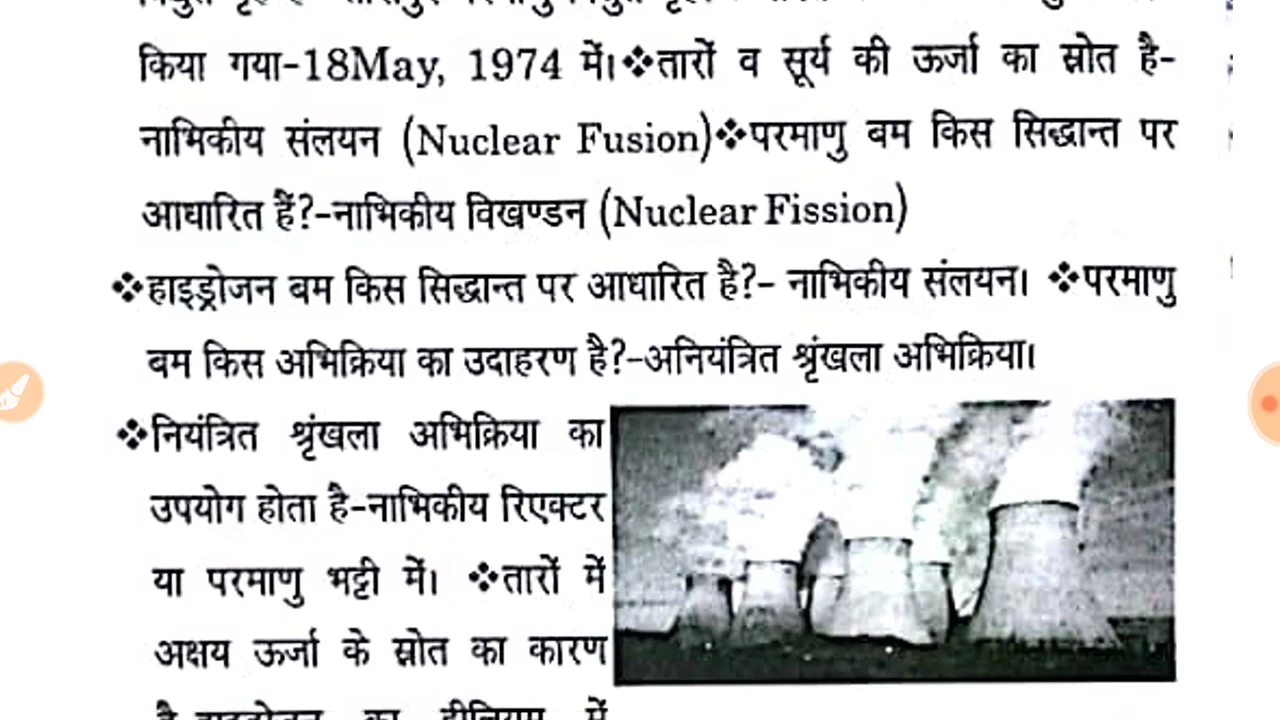 किया गया-18May, 1974 में।❖तारों व सूर्य की ऊर्जा का स्रोत है-
नाभिकीय संलयन (Nuclear Fusion)❖परमाणु बम किस सिद्धान्त पर
आधारित हैं?-नाभिकीय विखण्डन (Nuclear Fission)
❖हाइड्रोजन बम किस सिद्धान्त पर आधारित है?- नाभिकीय संलयन। ❖परमाणु
बम किस अभिक्रिया का उदाहरण है?-अनियंत्रित श्रृंखला अभिक्रिया।
❖नियंत्रित श्रृंखला अभिक्रिया का
उपयोग होता है-नाभिकीय रिएक्टर
या परमाणु भट्टी में। ❖तारों में
अक्षय ऊर्जा के स्रोत का कारण